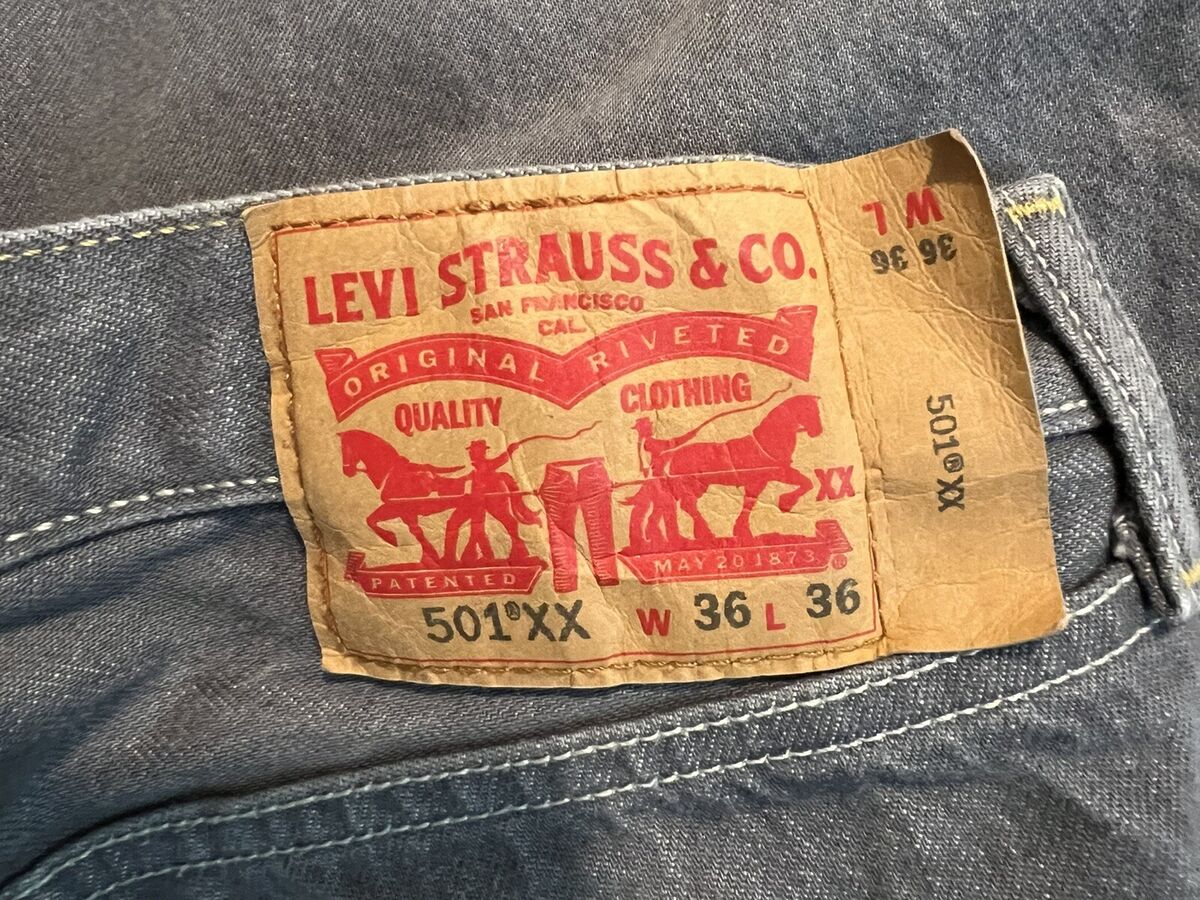 LEVI STRAUSS & CO.
SAN FRANCISCO
CAL.
ORIGINAL RIVETED
QUALITY CLOTHING
XX
PATENTED MAY 20 1873 ®
501®XX W 36 L 36
W L
36 36
501®XX